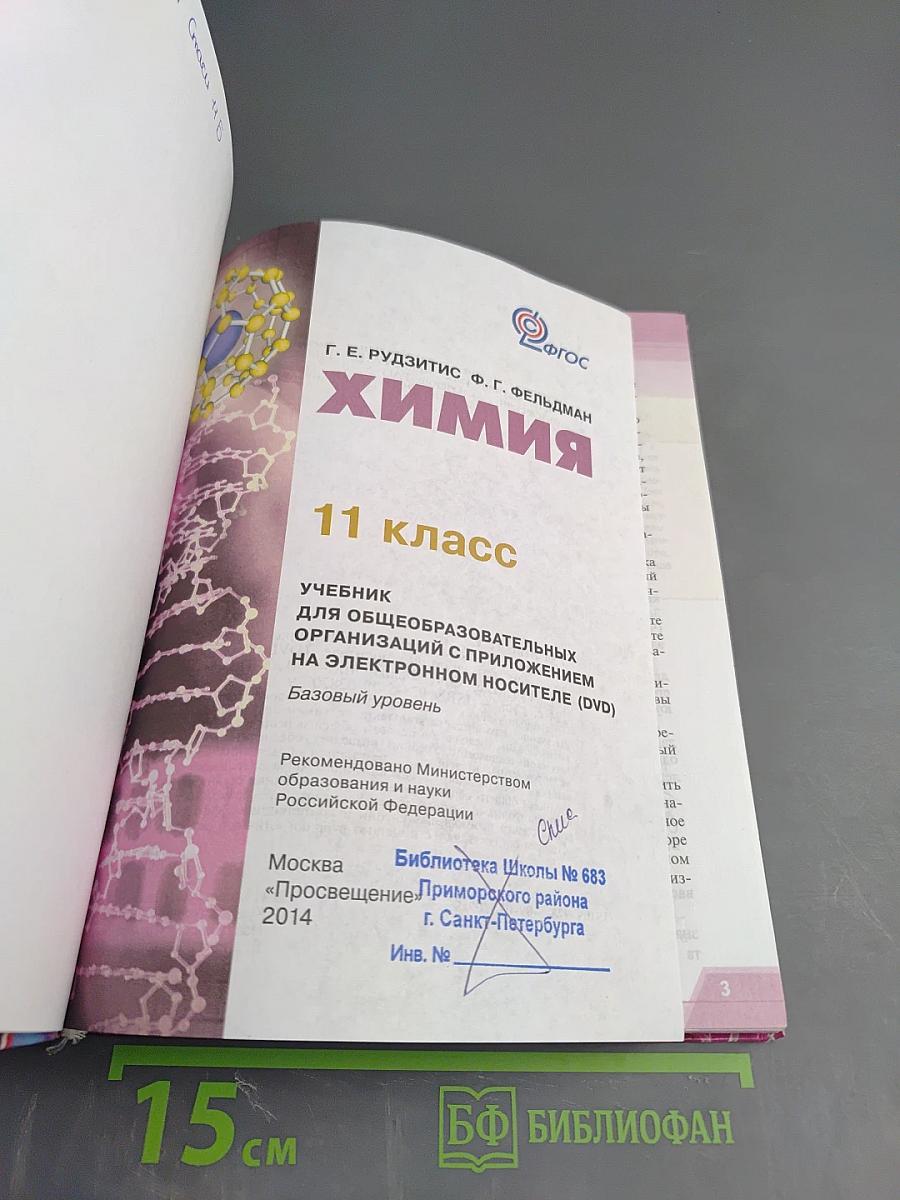 11 Б
ФГОС
Г. Е. РУДЗИТИС Ф. Г. ФЕЛЬДМАН
ХИМИЯ
11 класс
УЧЕБНИК
ДЛЯ ОБЩЕОБРАЗОВАТЕЛЬНЫХ
ОРГАНИЗАЦИЙ С ПРИЛОЖЕНИЕМ
НА ЭЛЕКТРОННОМ НОСИТЕЛЕ (DVD)
Базовый уровень
Рекомендовано Министерством
образования и науки
Российской Федерации
Москва
«Просвещение»
2014
Библиотека Школы № 683
Приморского района
г. Санкт-Петербурга
Инв. №
3
15 см
БФ БИБЛИОФАН